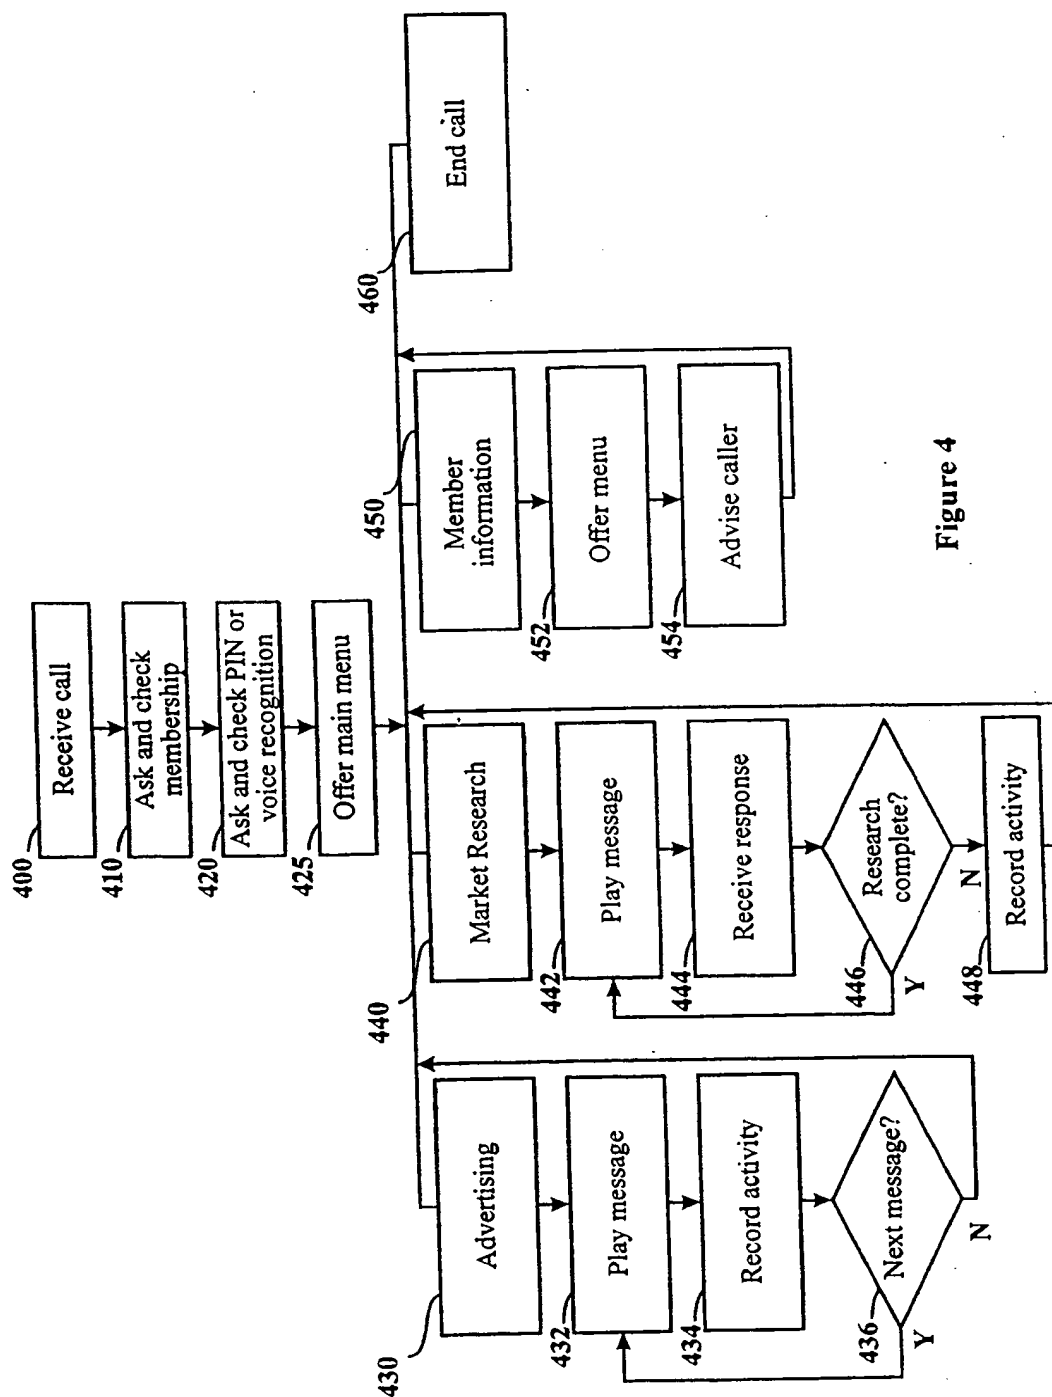 400
Receive call
410
Ask and check
membership
420
Ask and check PIN or
voice recognition
425
Offer main menu
430
Advertising
432
Play message
434
Record activity
436
Next message?
Y
N
440
Market Research
442
Play message
444
Receive response
446
Research
complete?
Y
N
448
Record activity
450
Member
information
452
Offer menu
454
Advise caller
460
End call
Figure 4